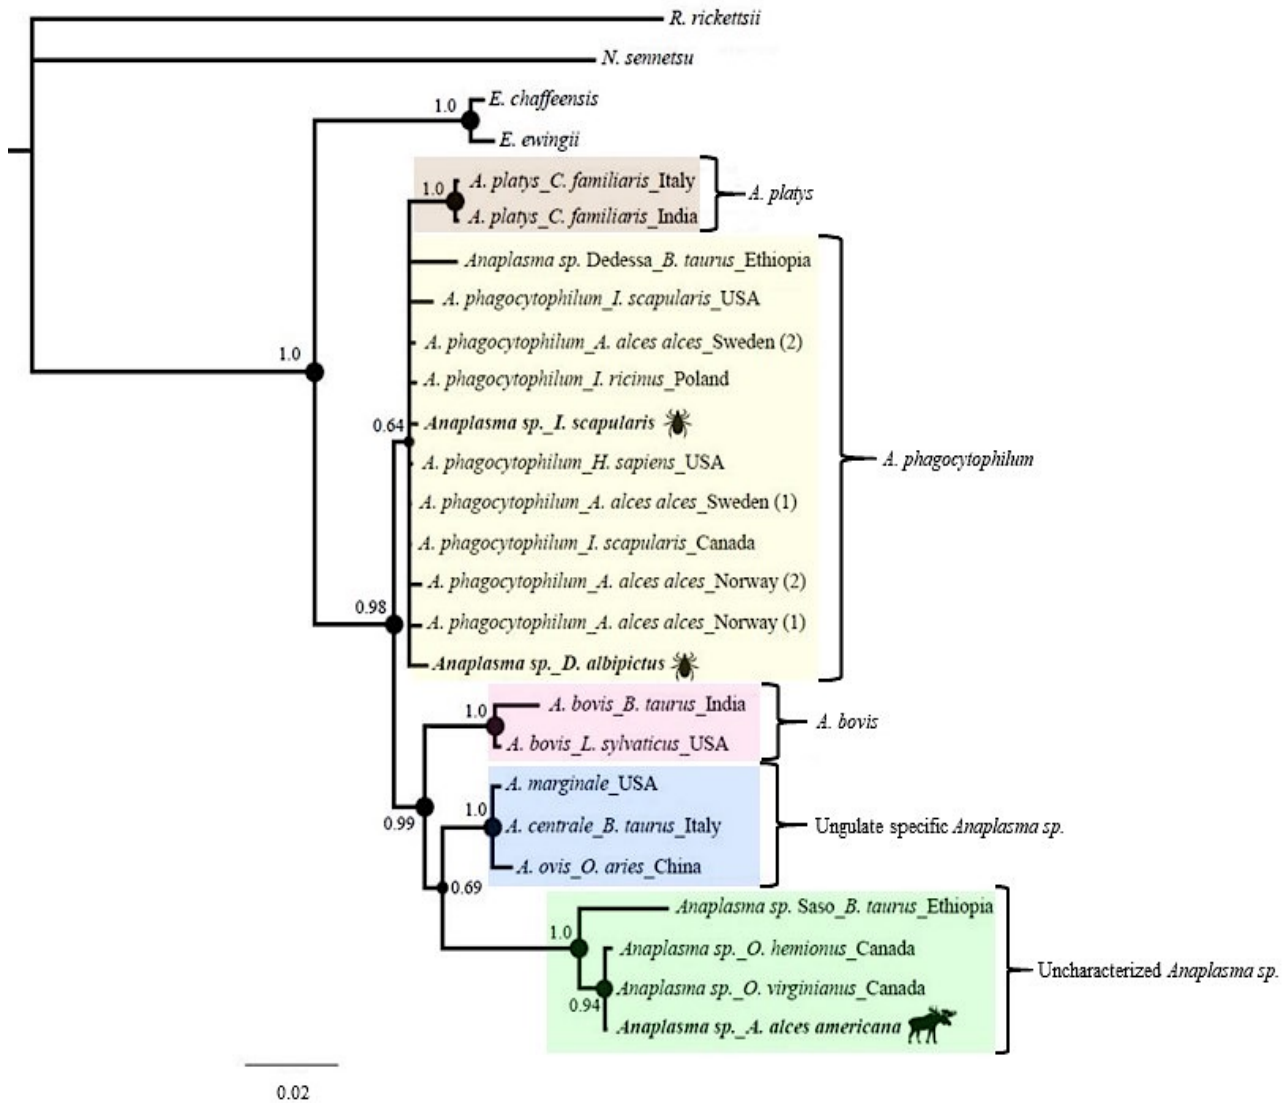 R. rickettsii
N. sennetsu
1.0
E. chaffeensis
E. ewingii
1.0
A. platys_C. familiaris_Italy
A. platys_C. familiaris_India
A. platys
Anaplasma sp. Dedessa_B. taurus_Ethiopia
A. phagocytophilum_I. scapularis_USA
A. phagocytophilum_A. alces alces_Sweden (2)
1.0
A. phagocytophilum_I. ricinus_Poland
0.64
Anaplasma sp._I. scapularis
A. phagocytophilum_H. sapiens_USA
A. phagocytophilum
A. phagocytophilum_A. alces alces_Sweden (1)
A. phagocytophilum_I. scapularis_Canada
A. phagocytophilum_A. alces alces_Norway (2)
0.98
A. phagocytophilum_A. alces alces_Norway (1)
Anaplasma sp._D. albipictus
1.0
A. bovis_B. taurus_India
A. bovis_L. sylvaticus_USA
A. bovis
A. marginale_USA
1.0
0.99
A. centrale_B. taurus_Italy
Ungulate specific Anaplasma sp.
A. ovis_O. aries_China
0.69
Anaplasma sp. Saso_B. taurus_Ethiopia
1.0
Anaplasma sp._O. hemionus_Canada
Uncharacterized Anaplasma sp.
Anaplasma sp._O. virginianus_Canada
0.94
Anaplasma sp._A. alces americana
0.02